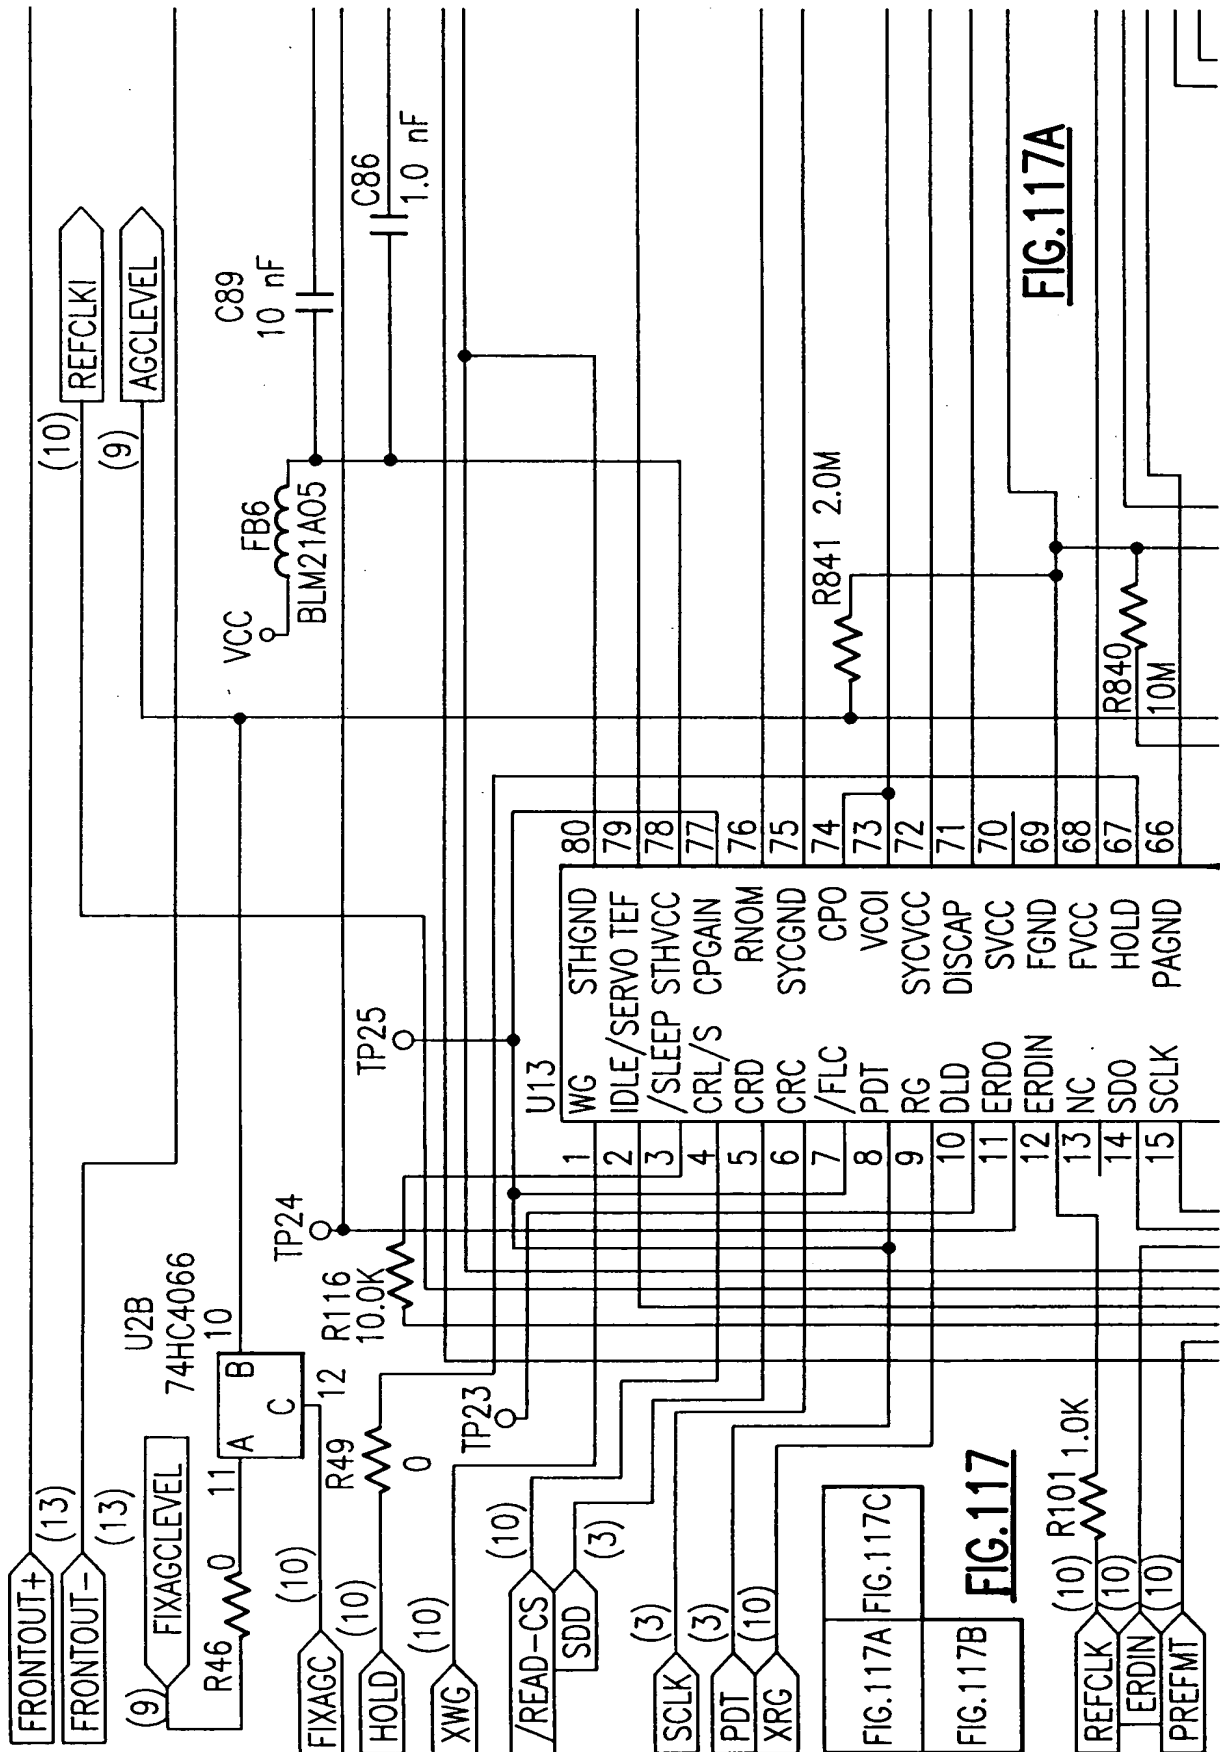 FRONTOUT+
(13)
FRONTOUT-
(13)
(9)
FIXAGCLEVEL
R46
0
11
A
B
C
U2B
74HC4066
10
12
FIXAGC
(10)
R49
0
HOLD
(10)
XWG
(10)
/READ-CS
(10)
SDD
(3)
SCLK
(3)
PDT
(3)
XRG
(10)
REFCLK
(10)
R101 1.0K
ERDIN
(10)
PREFMT
(10)
TP23
TP24
R116
10.0K
TP25
(10)
REFCLKI
(9)
AGCLEVEL
VCC
FB6
BLM21A05
C89
10 nF
C86
1.0 nF
R841 2.0M
R840
10M
U13
1 WG STHGND 80
2 IDLE/SERVO TEF 79
3 /SLEEP STHVCC 78
4 CRL/S CPGAIN 77
5 CRD RNOM 76
6 CRC SYCGND 75
7 /FLC CPO 74
8 PDT VCOI 73
9 RG SYCVCC 72
10 DLD DISCAP 71
11 ERDO SVCC 70
12 ERDIN FGND 69
13 NC FVCC 68
14 SDO HOLD 67
15 SCLK PAGND 66
FIG.117A
FIG.117C
FIG.117B
FIG.117
FIG.117A